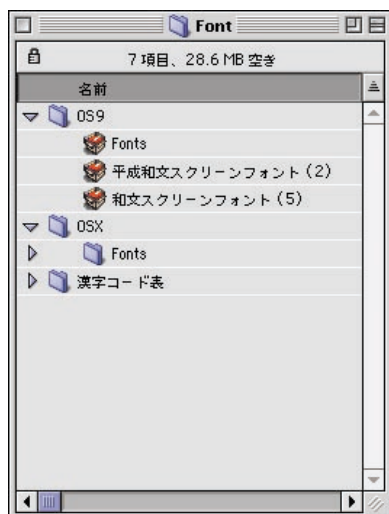 Font
7項目、28.6 MB 空き
名前
OS9
Fonts
平成和文スクリーンフォント(2)
和文スクリーンフォント(5)
OSX
Fonts
漢字コード表